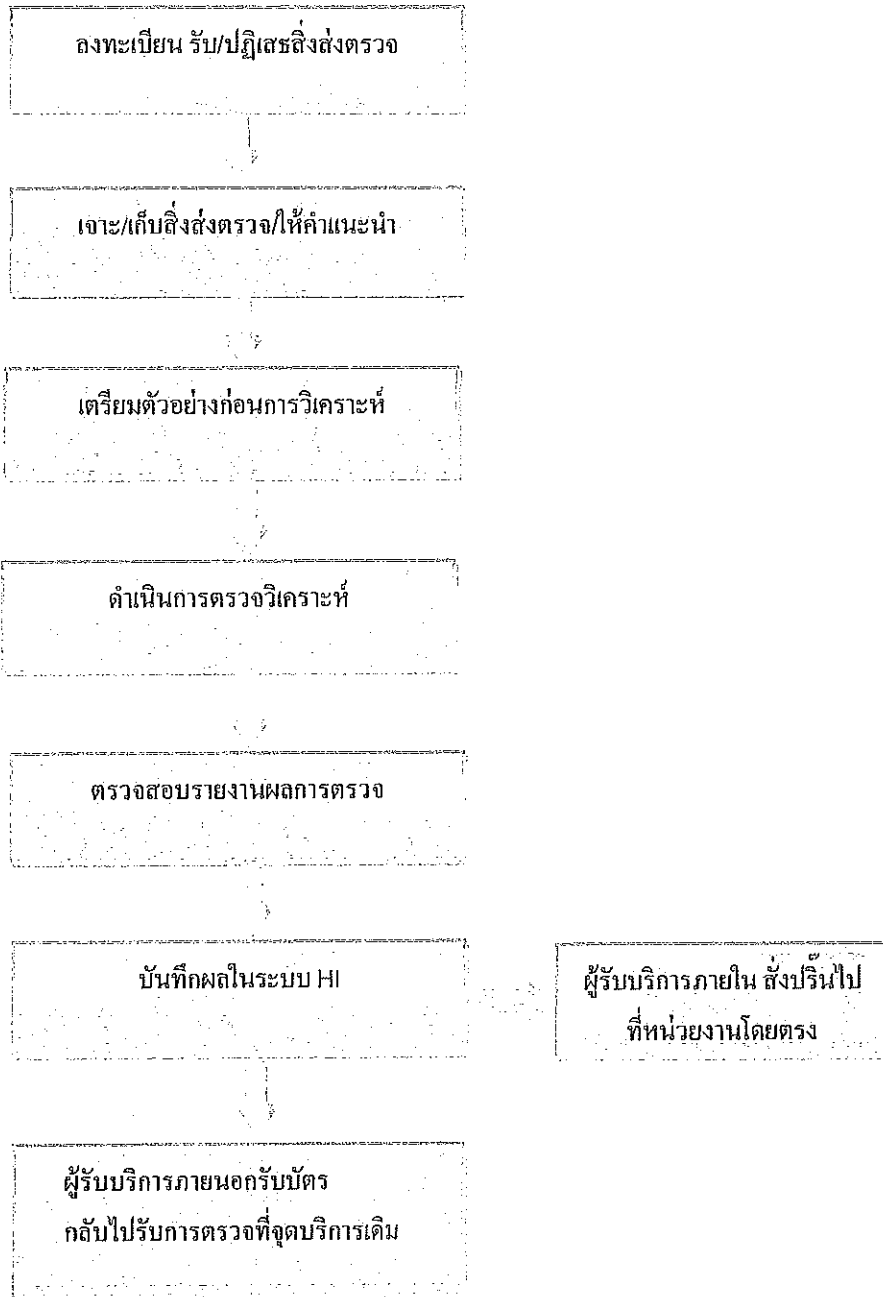 ลงทะเบียน รับ/ปฏิเสธสิ่งส่งตรวจ
เจาะ/เก็บสิ่งส่งตรวจ/ให้คำแนะนำ
เตรียมตัวอย่างก่อนการวิเคราะห์
ดำเนินการตรวจวิเคราะห์
ตรวจสอบรายงานผลการตรวจ
บันทึกผลในระบบ HI
ผู้รับบริการภายใน สั่งปริ๊นไป
ที่หน่วยงานโดยตรง
ผู้รับบริการภายนอกรับบัตร
กลับไปรับการตรวจที่จุดบริการเดิม